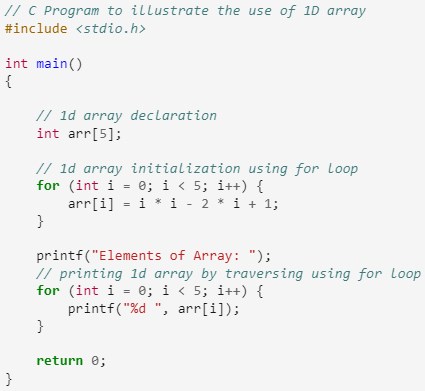 // C Program to illustrate the use of 1D array
#include <stdio.h>
int main()
{
// 1d array declaration
int arr[5];
// 1d array initialization using for loop
for (int i = 0; i < 5; i++) {
arr[i] = i * i - 2 * i + 1;
}
printf("Elements of Array: ");
// printing 1d array by traversing using for loop
for (int i = 0; i < 5; i++) {
printf("%d ", arr[i]);
}
return 0;
}